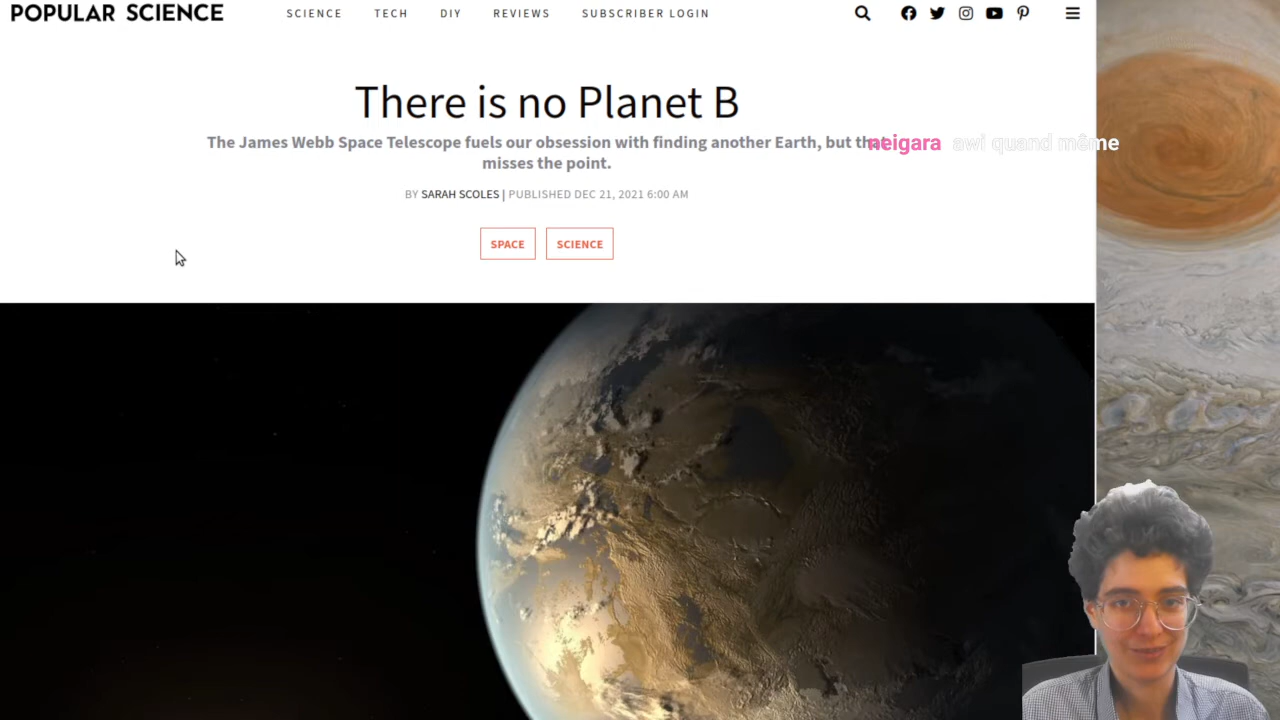 POPULAR SCIENCE
SCIENCE TECH DIY REVIEWS SUBSCRIBER LOGIN
There is no Planet B
The James Webb Space Telescope fuels our obsession with finding another Earth, but that
misses the point.
neigara awi quand même
BY SARAH SCOLES | PUBLISHED DEC 21, 2021 6:00 AM
SPACE SCIENCE